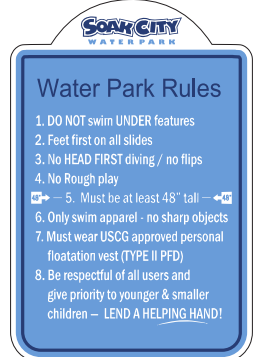 SOAK CITY
WATER PARK
Water Park Rules
1. DO NOT swim UNDER features
2. Feet first on all slides
3. No HEAD FIRST diving / no flips
4. No Rough play
48" – 5. Must be at least 48" tall – 48"
6. Only swim apparel - no sharp objects
7. Must wear USCG approved personal
floatation vest (TYPE II PFD)
8. Be respectful of all users and
give priority to younger & smaller
children – LEND A HELPING HAND!